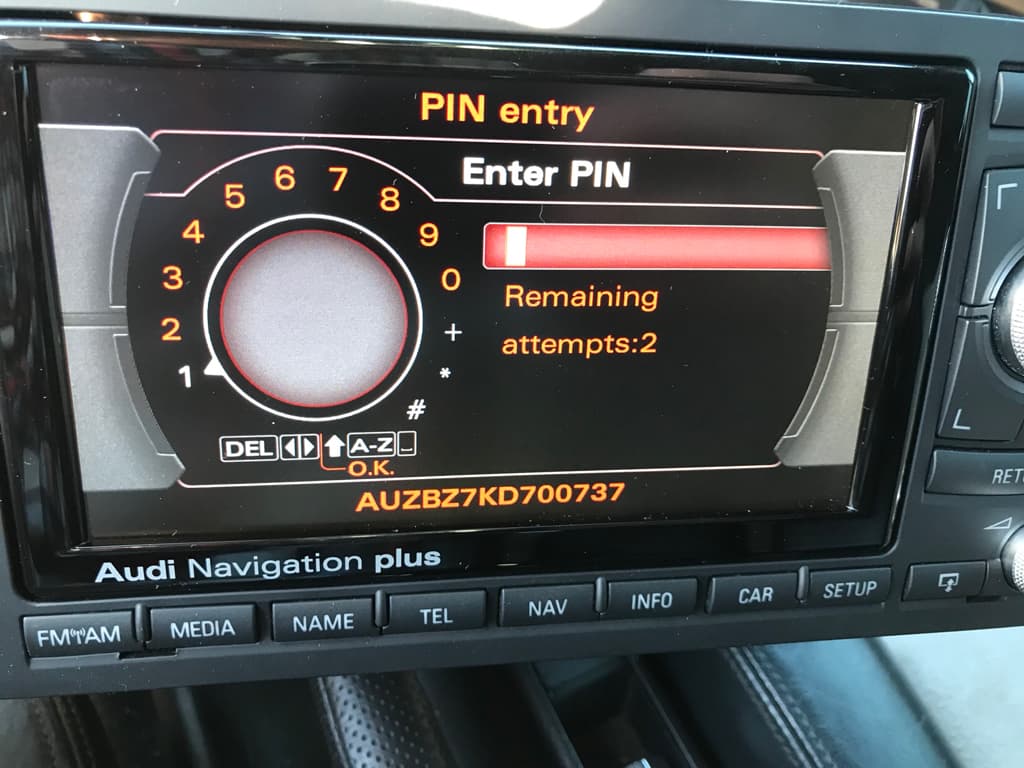 PIN entry
Enter PIN
1 2 3 4 5 6 7 8 9 0 + * #
Remaining
attempts:2
DEL A-Z
O.K.
AUZBZ7KD700737
Audi Navigation plus
FM AM MEDIA NAME TEL NAV INFO CAR SETUP